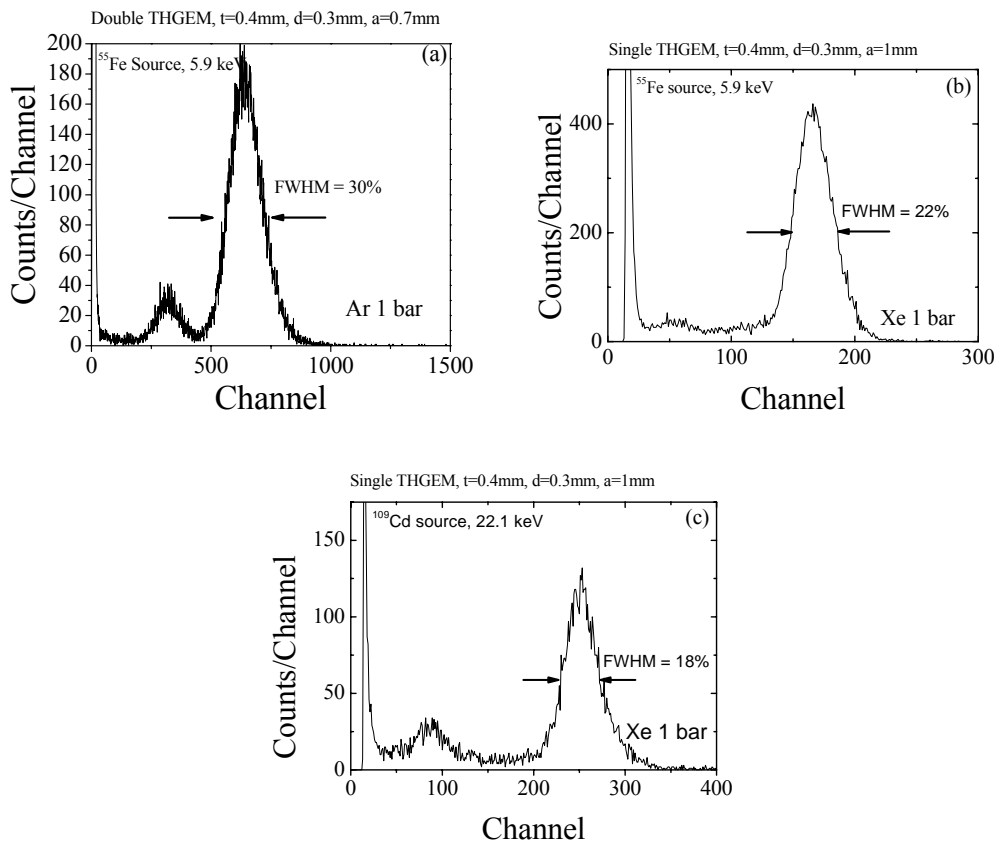 Double THGEM, t=0.4mm, d=0.3mm, a=0.7mm
(a)
⁵⁵Fe Source, 5.9 keV
FWHM = 30%
Ar 1 bar
Counts/Channel
200
180
160
140
120
100
80
60
40
20
0
0 500 1000 1500
Channel
Single THGEM, t=0.4mm, d=0.3mm, a=1mm
(b)
⁵⁵Fe source, 5.9 keV
FWHM = 22%
Xe 1 bar
Counts/Channel
400
200
0
0 100 200 300
Channel
Single THGEM, t=0.4mm, d=0.3mm, a=1mm
(c)
¹⁰⁹Cd source, 22.1 keV
FWHM = 18%
Xe 1 bar
Counts/Channel
150
100
50
0
0 100 200 300 400
Channel